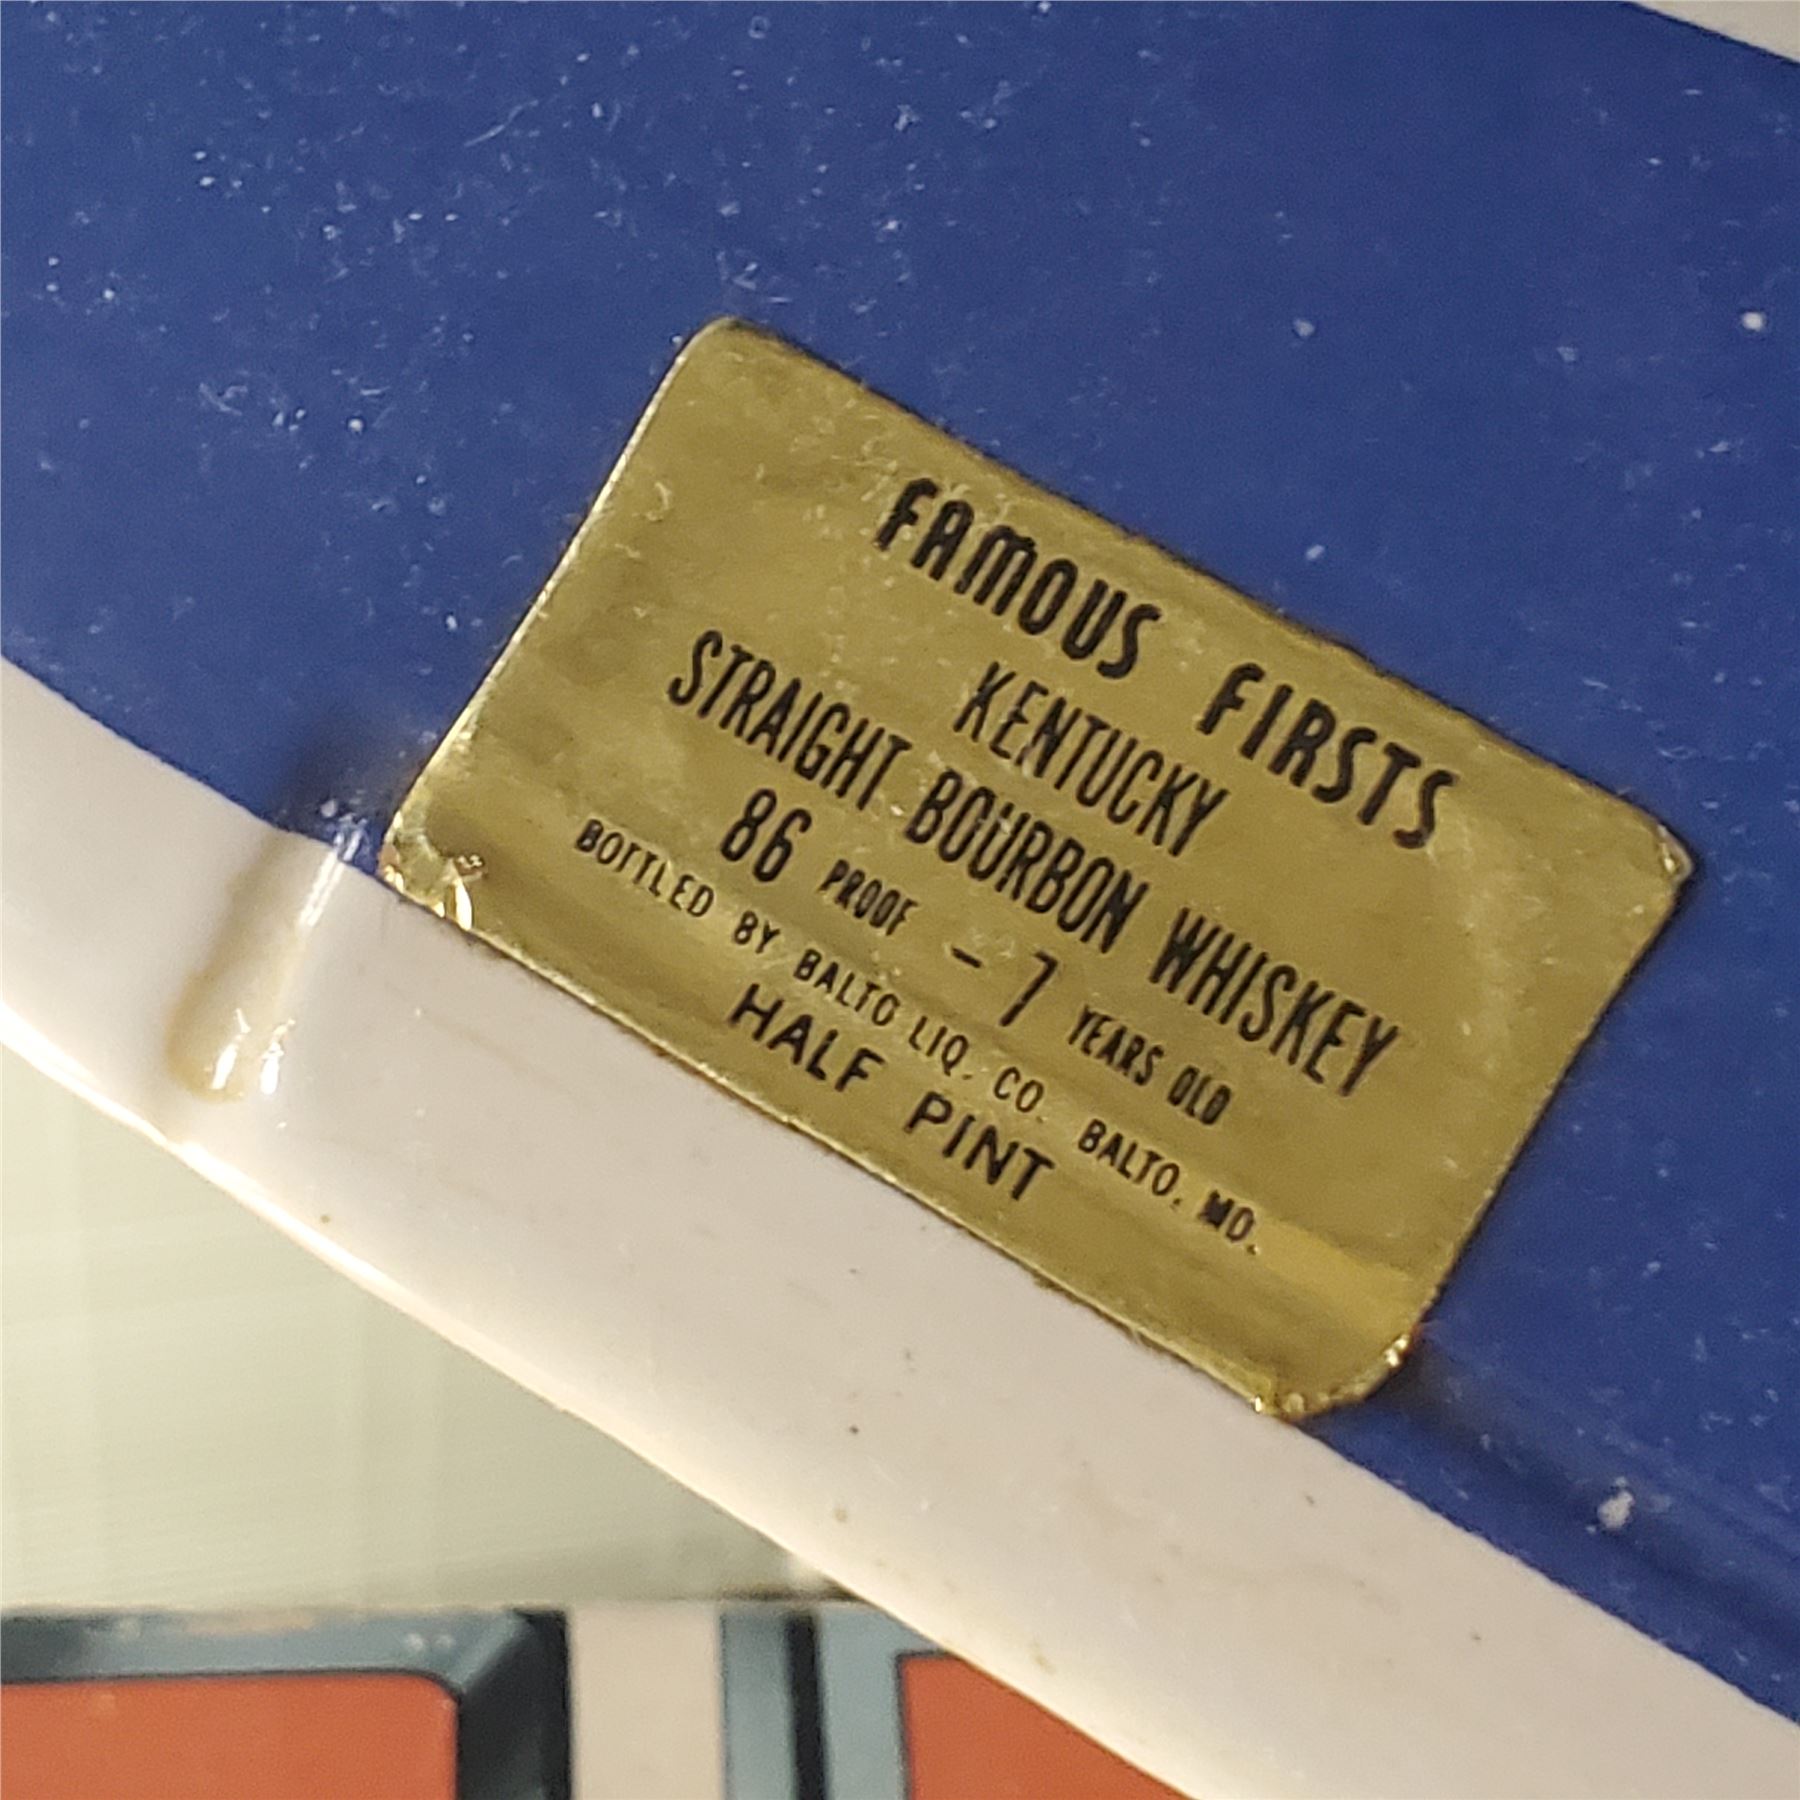 FAMOUS FIRSTS
KENTUCKY
STRAIGHT BOURBON WHISKEY
86 PROOF - 7 YEARS OLD
BOTTLED BY BALTO LIQ. CO. BALTO. MD.
HALF PINT